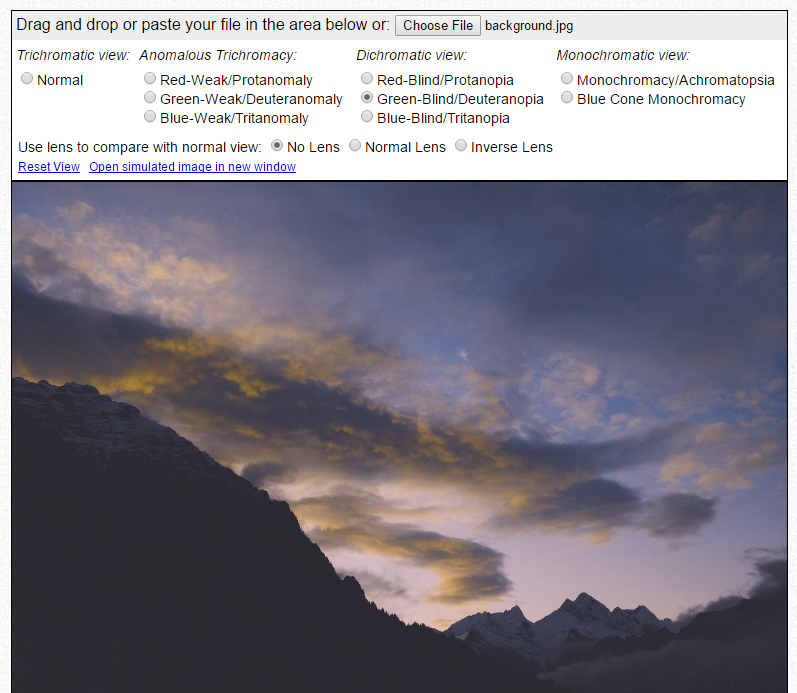 Drag and drop or paste your file in the area below or: Choose File background.jpg
Trichromatic view: Anomalous Trichromacy: Dichromatic view: Monochromatic view:
Normal Red-Weak/Protanomaly Red-Blind/Protanopia Monochromacy/Achromatopsia
Green-Weak/Deuteranomaly Green-Blind/Deuteranopia Blue Cone Monochromacy
Blue-Weak/Tritanomaly Blue-Blind/Tritanopia
Use lens to compare with normal view: No Lens Normal Lens Inverse Lens
Reset View Open simulated image in new window